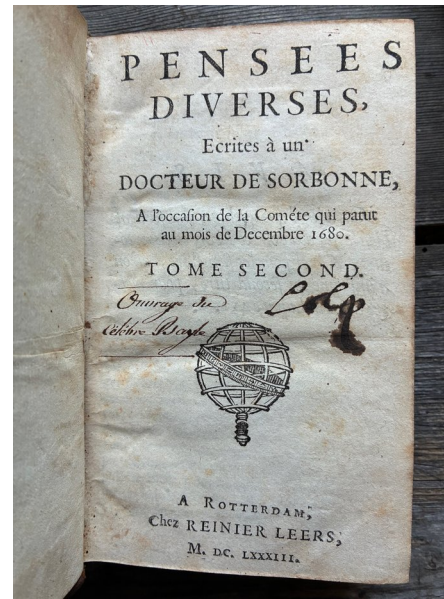 PENSEES
DIVERSES,
Ecrites à un
DOCTEUR DE SORBONNE,
A l'occaſion de la Cométe qui parut
au mois de Decembre 1680.
TOME SECOND.
Ouvrage du
Célébre Bayle
A ROTTERDAM,
Chez REINIER LEERS,
M. DC. LXXXIII.